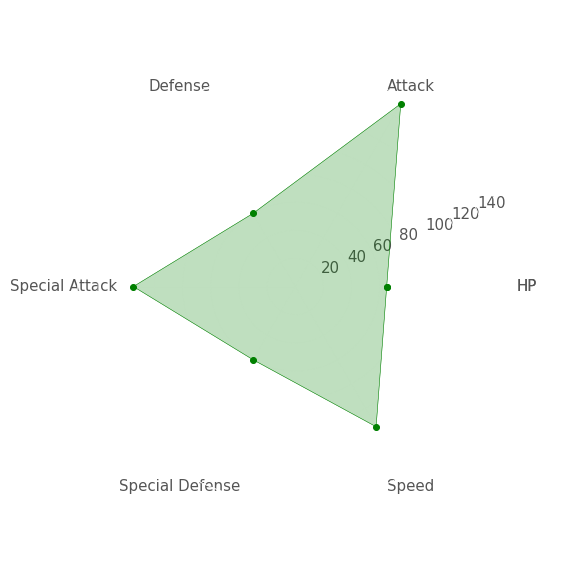 Defense
Attack
140
120
100
80
60
40
20
Special Attack
HP
Special Defense
Speed